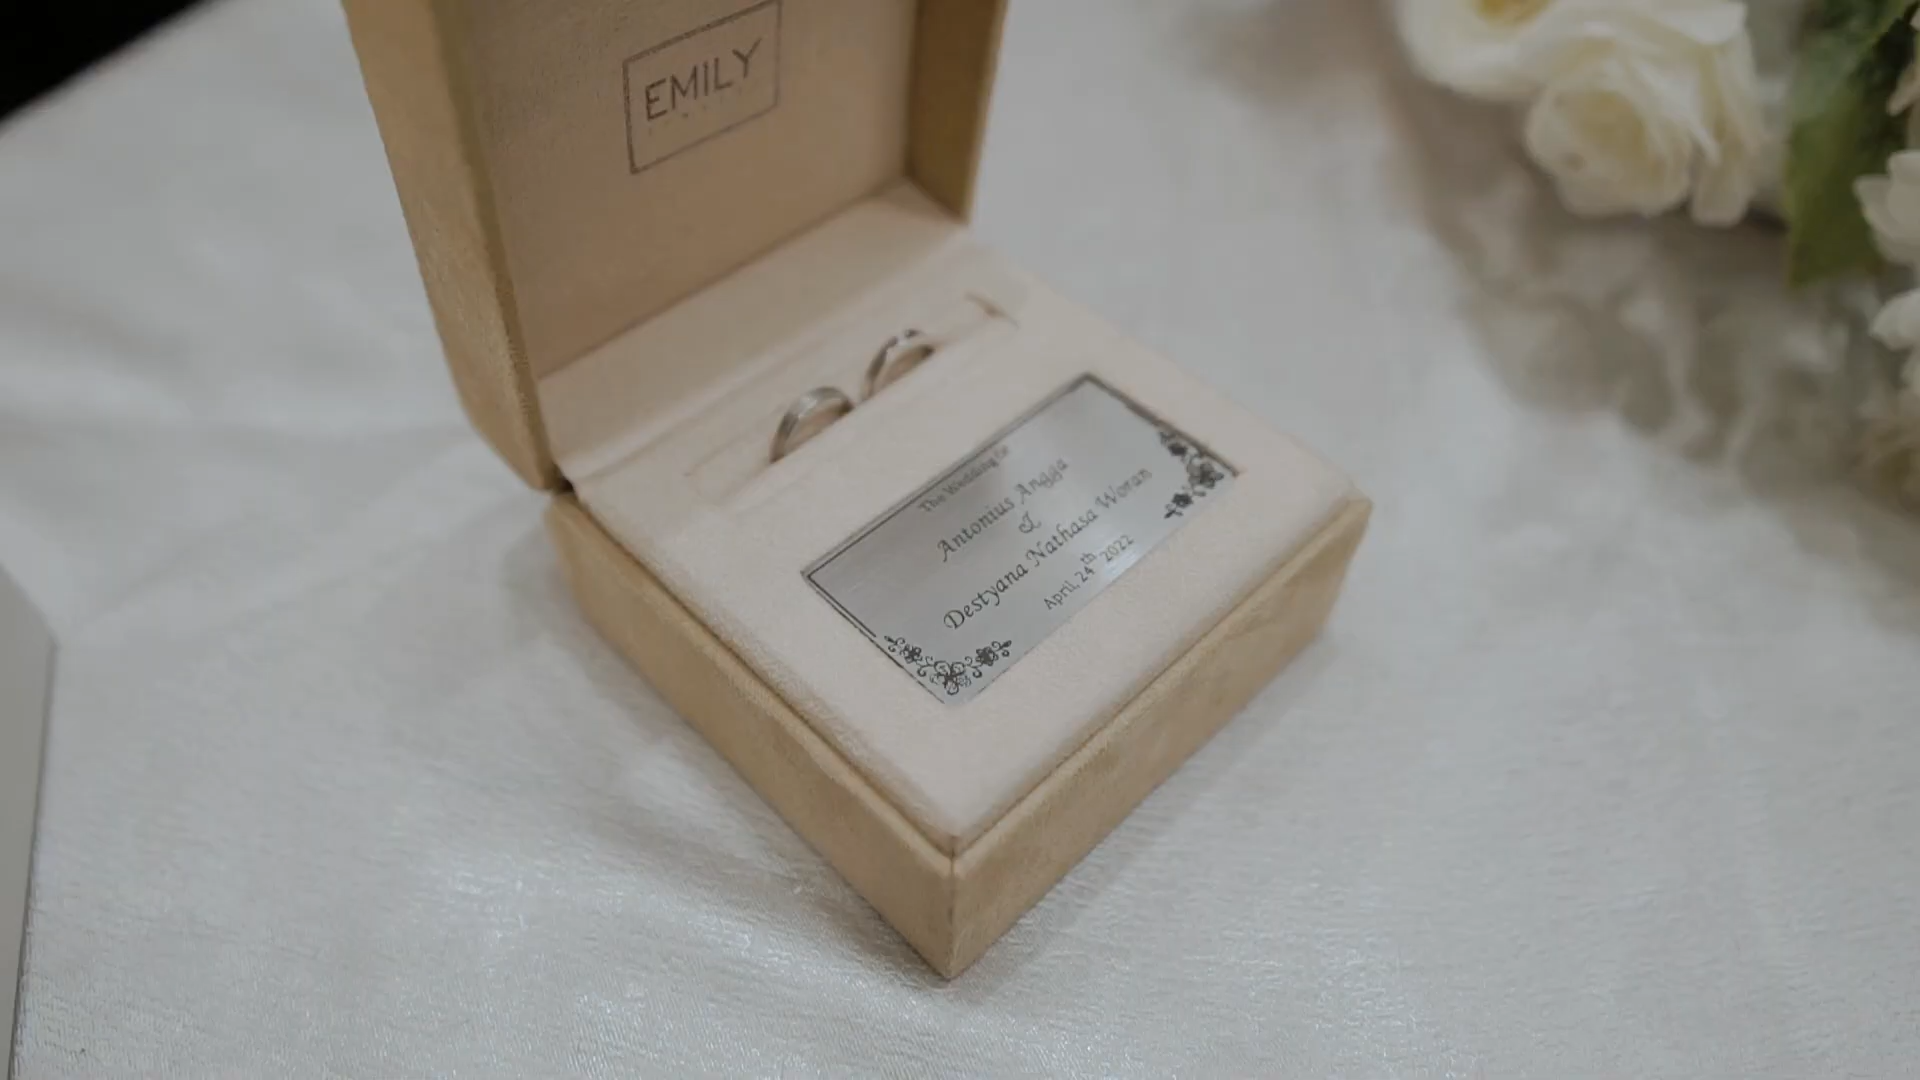 EMILY
The Wedding Of
Antonius Angga
&
Destyana Nathasa Woran
April, 24th 2022